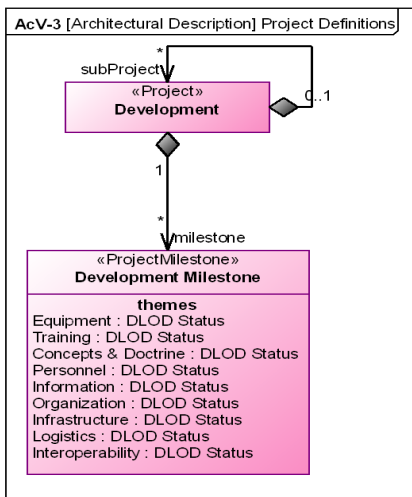 AcV-3 [Architectural Description] Project Definitions
*
subProject
«Project»
Development
0..1
1
*
milestone
«ProjectMilestone»
Development Milestone
themes
Equipment : DLOD Status
Training : DLOD Status
Concepts & Doctrine : DLOD Status
Personnel : DLOD Status
Information : DLOD Status
Organization : DLOD Status
Infrastructure : DLOD Status
Logistics : DLOD Status
Interoperability : DLOD Status